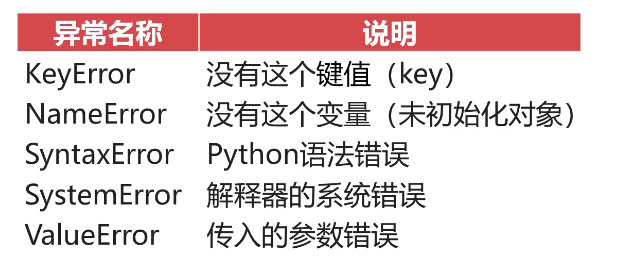 异常名称 说明
KeyError 没有这个键值（key）
NameError 没有这个变量（未初始化对象）
SyntaxError Python语法错误
SystemError 解释器的系统错误
ValueError 传入的参数错误